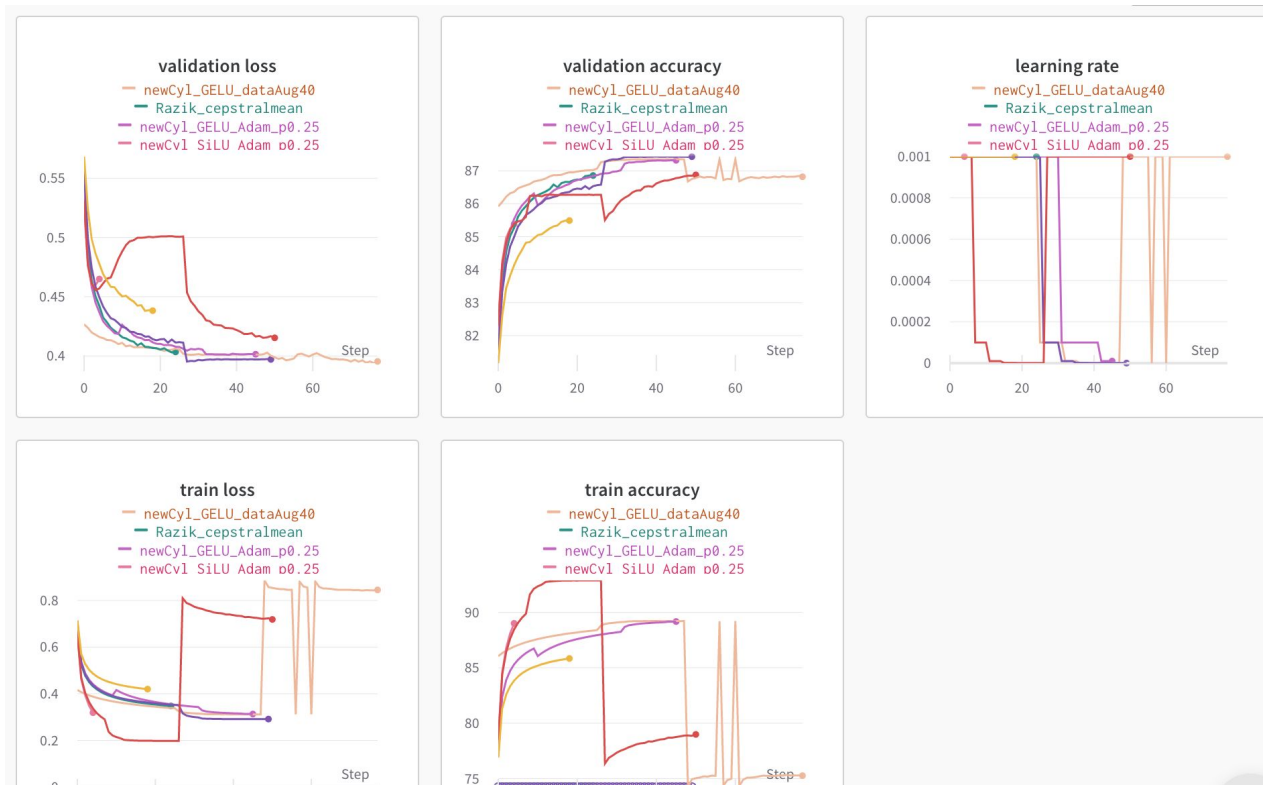 validation loss
newCyl_GELU_dataAug40
Razik_cepstralmean
newCyl_GELU_Adam_p0.25
newCyl_SiLU_Adam_p0.25
0.55
0.5
0.45
0.4
Step
0 20 40 60
validation accuracy
newCyl_GELU_dataAug40
Razik_cepstralmean
newCyl_GELU_Adam_p0.25
newCyl_SiLU_Adam_p0.25
87
86
85
84
83
82
Step
0 20 40 60
learning rate
newCyl_GELU_dataAug40
Razik_cepstralmean
newCyl_GELU_Adam_p0.25
newCyl_SiLU_Adam_p0.25
0.001
0.0008
0.0006
0.0004
0.0002
0
Step
0 20 40 60
train loss
newCyl_GELU_dataAug40
Razik_cepstralmean
newCyl_GELU_Adam_p0.25
newCyl_SiLU_Adam_p0.25
0.8
0.6
0.4
0.2
0
Step
train accuracy
newCyl_GELU_dataAug40
Razik_cepstralmean
newCyl_GELU_Adam_p0.25
newCyl_SiLU_Adam_p0.25
90
85
80
75
Step